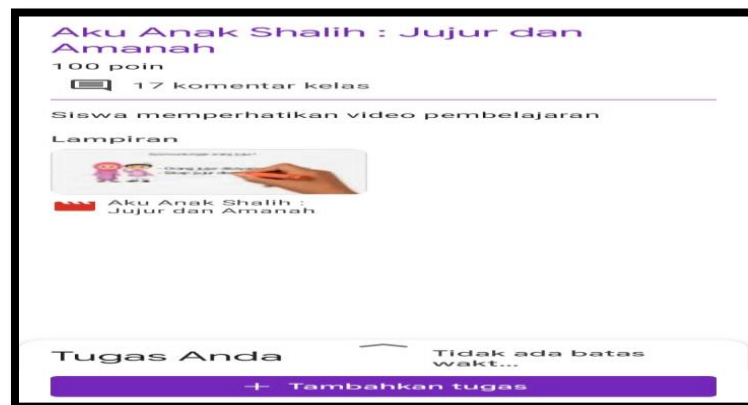 Aku Anak Shalih : Jujur dan
Amanah
100 poin
17 komentar kelas
Siswa memperhatikan video pembelajaran
Lampiran
Aku Anak Shalih :
Jujur dan Amanah
Tugas Anda
Tidak ada batas
wakt...
+ Tambahkan tugas